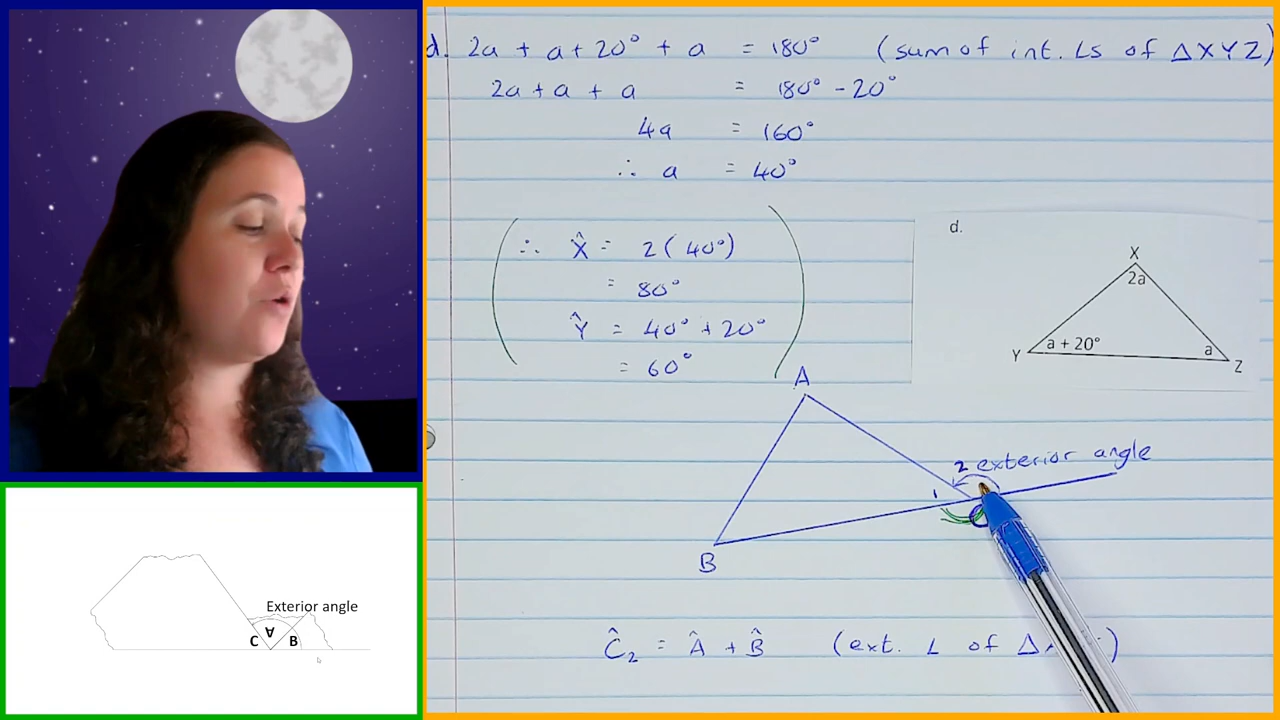 d. 2a + a + 20° + a = 180° (sum of int. ∠s of ΔXYZ)
2a + a + a = 180° - 20°
4a = 160°
∴ a = 40°
∴ X̂ = 2(40°)
= 80°
Ŷ = 40° + 20°
= 60°
d.
X
2a
Y
a + 20°
a
Z
A
2 exterior angle
1
B
Ĉ₂ = Â + B̂ (ext. ∠ of Δ
Exterior angle
C
A
B